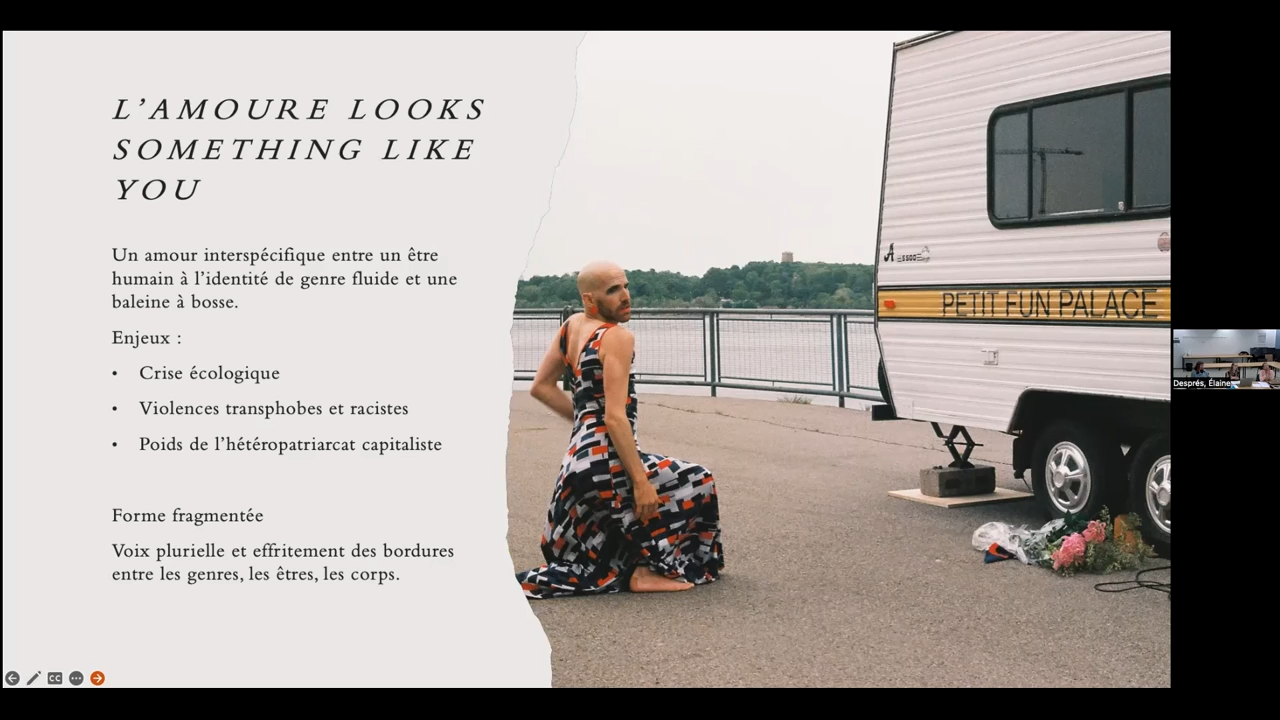 L'AMOURE LOOKS
SOMETHING LIKE
YOU
Un amour interspécifique entre un être
humain à l'identité de genre fluide et une
baleine à bosse.
Enjeux :
• Crise écologique
• Violences transphobes et racistes
• Poids de l'hétéropatriarcat capitaliste
Forme fragmentée
Voix plurielle et effritement des bordures
entre les genres, les êtres, les corps.
PETIT FUN PALACE
Després, Élaine
CC